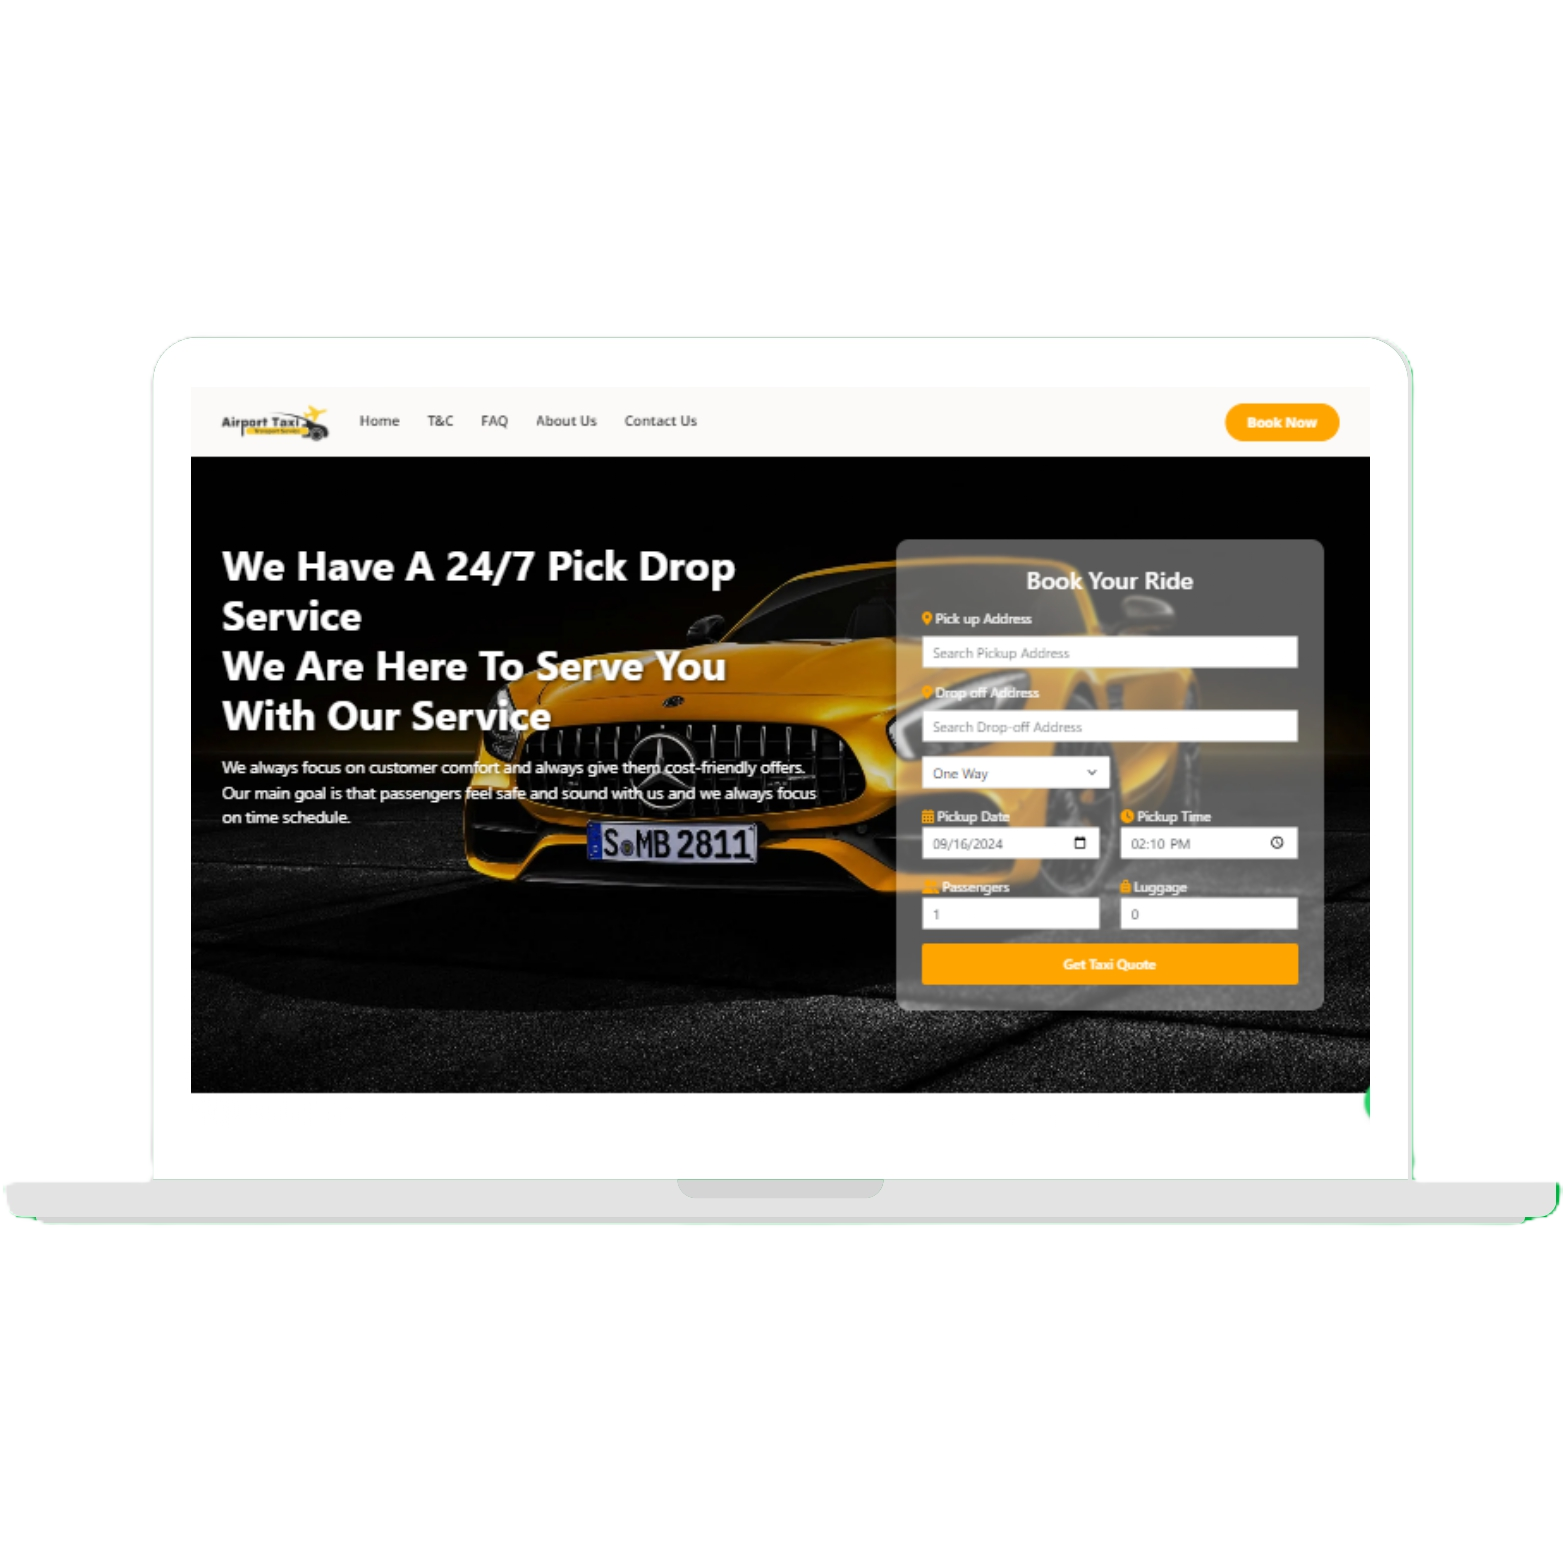 Airport Taxi
Home
T&C
FAQ
About Us
Contact Us
Book Now
We Have A 24/7 Pick Drop
Service
We Are Here To Serve You
With Our Service
We always focus on customer comfort and always give them cost-friendly offers.
Our main goal is that passengers feel safe and sound with us and we always focus
on time schedule.
S MB 2811
Book Your Ride
Pick up Address
Search Pickup Address
Drop off Address
Search Drop-off Address
One Way
Pickup Date
Pickup Time
09/16/2024
02:10 PM
Passengers
Luggage
1
0
Get Taxi Quote